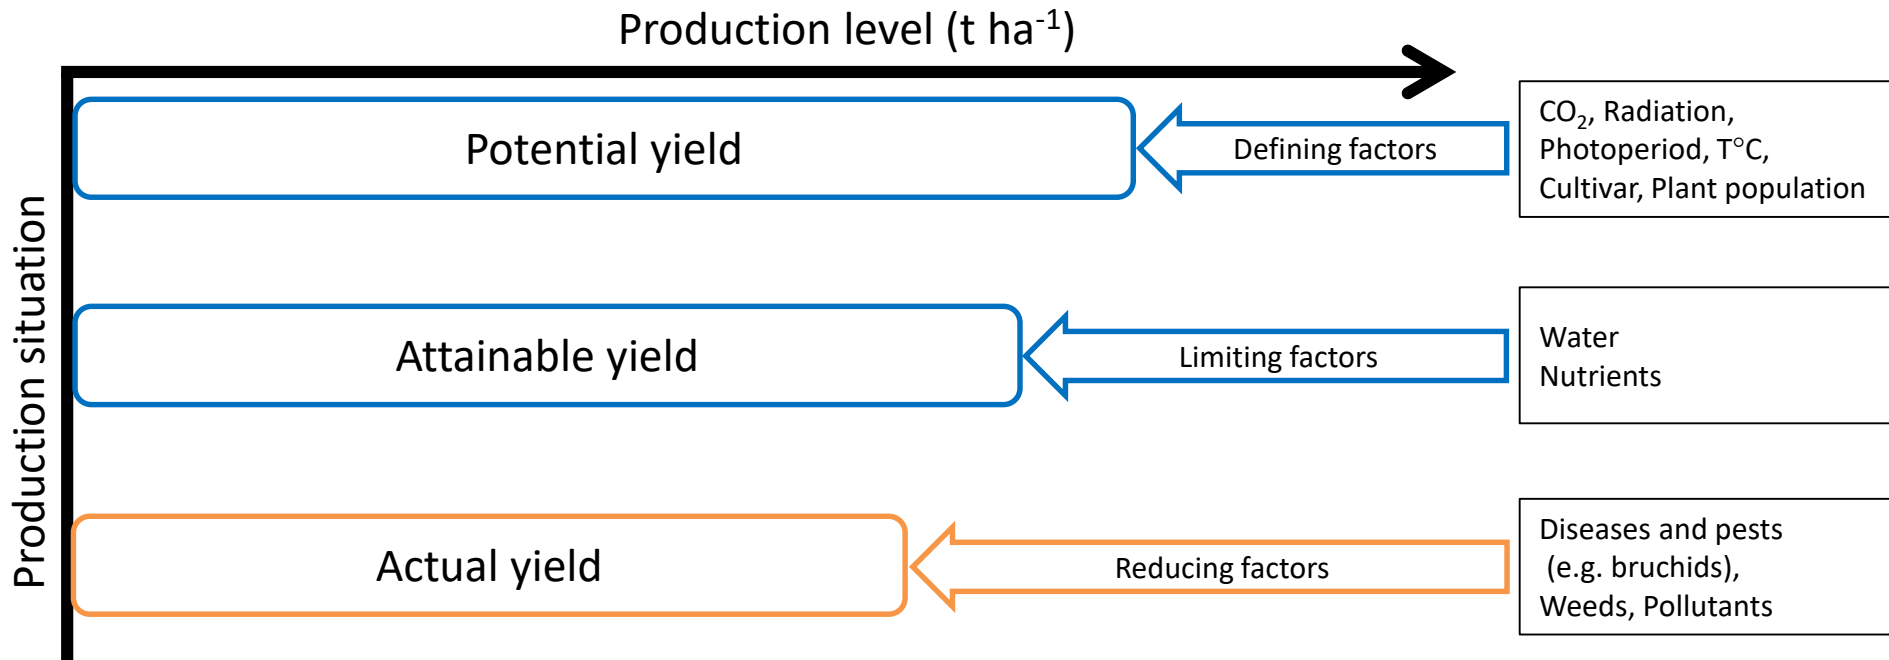 Production level (t ha⁻¹)
Production situation
Potential yield
Defining factors
CO₂, Radiation,
Photoperiod, T°C,
Cultivar, Plant population
Attainable yield
Limiting factors
Water
Nutrients
Actual yield
Reducing factors
Diseases and pests
(e.g. bruchids),
Weeds, Pollutants